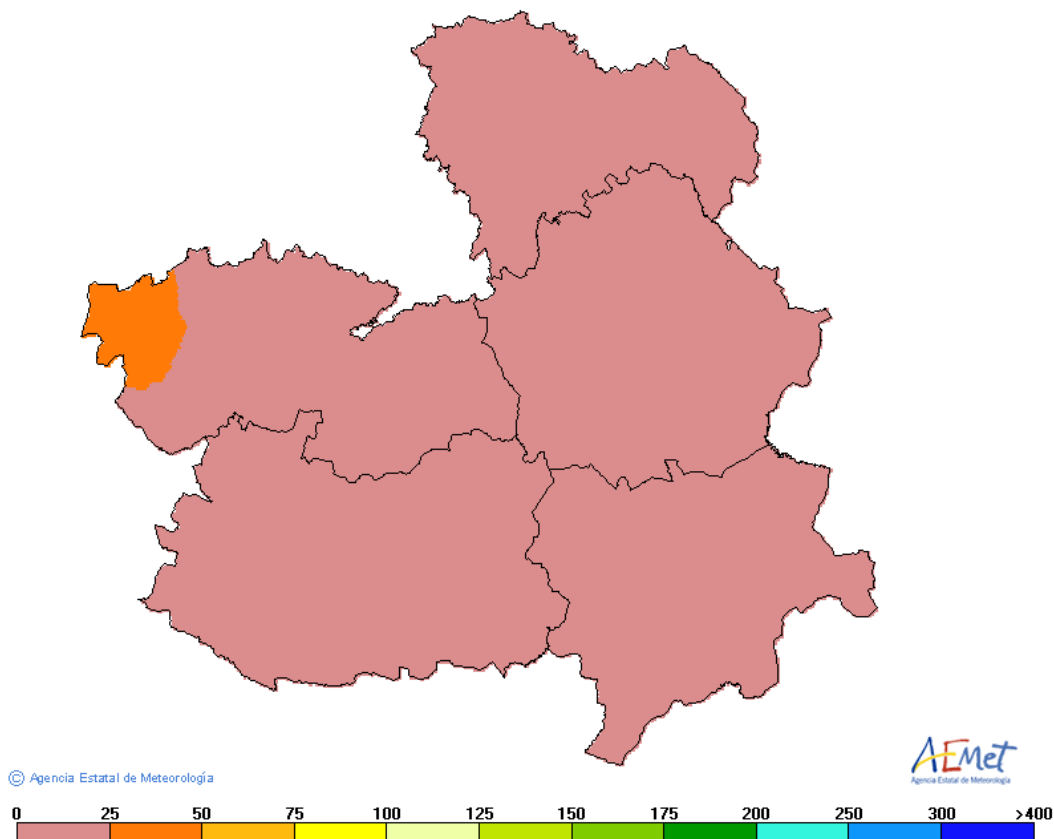 AEMet
Agencia Estatal de Meteorología
© Agencia Estatal de Meteorología
0 25 50 75 100 125 150 175 200 250 300 >400